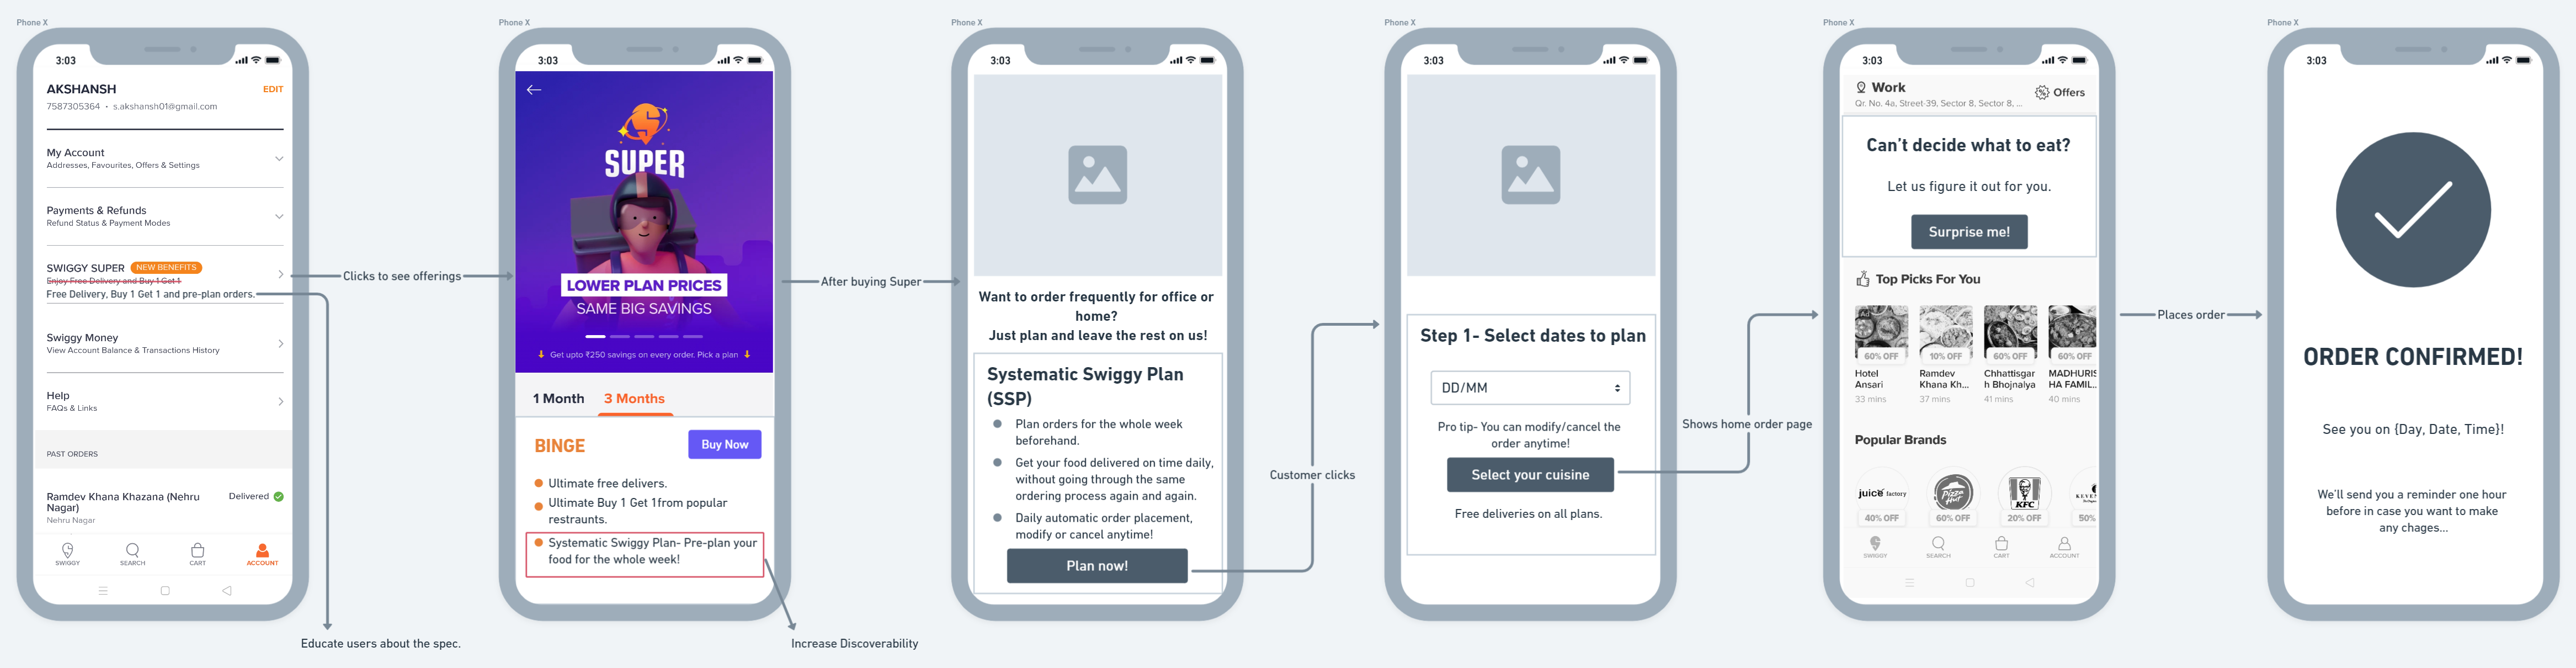 Phone X
3:03
AKSHANSH
EDIT
7587305364 • s.akshansh01@gmail.com
My Account
Addresses, Favourites, Offers & Settings
Payments & Refunds
Refund Status & Payment Modes
SWIGGY SUPER NEW BENEFITS
Enjoy Free Delivery and Buy 1 Get 1
Free Delivery, Buy 1 Get 1 and pre-plan orders.
Swiggy Money
View Account Balance & Transactions History
Help
FAQs & Links
PAST ORDERS
Ramdev Khana Khazana (Nehru
Nagar)
Delivered
Nehru Nagar
SWIGGY
SEARCH
CART
ACCOUNT
Clicks to see offerings
Educate users about the spec.
Phone X
3:03
SUPER
LOWER PLAN PRICES
SAME BIG SAVINGS
Get upto ₹250 savings on every order. Pick a plan
1 Month
3 Months
BINGE
Buy Now
Ultimate free delivers.
Ultimate Buy 1 Get 1from popular
restraunts.
Systematic Swiggy Plan- Pre-plan your
food for the whole week!
Increase Discoverability
After buying Super
Phone X
3:03
Want to order frequently for office or
home?
Just plan and leave the rest on us!
Systematic Swiggy Plan
(SSP)
Plan orders for the whole week
beforehand.
Get your food delivered on time daily,
without going through the same
ordering process again and again.
Daily automatic order placement,
modify or cancel anytime!
Plan now!
Customer clicks
Phone X
3:03
Step 1- Select dates to plan
DD/MM
Pro tip- You can modify/cancel the
order anytime!
Select your cuisine
Free deliveries on all plans.
Shows home order page
Phone X
3:03
Work
Offers
Qr. No. 4a, Street-39, Sector 8, Sector 8, ...
Can't decide what to eat?
Let us figure it out for you.
Surprise me!
Top Picks For You
Ad
60% OFF
10% OFF
60% OFF
60% OFF
Hotel
Ansari
33 mins
Ramdev
Khana Kh...
37 mins
Chhattisgar
h Bhojnalya
41 mins
MADHURIS
HA FAMIL...
40 mins
Popular Brands
juice factory
Pizza Hut
KFC
40% OFF
60% OFF
20% OFF
50%
SWIGGY
SEARCH
CART
ACCOUNT
Places order
Phone X
3:03
ORDER CONFIRMED!
See you on {Day, Date, Time}!
We'll send you a reminder one hour
before in case you want to make
any chages...